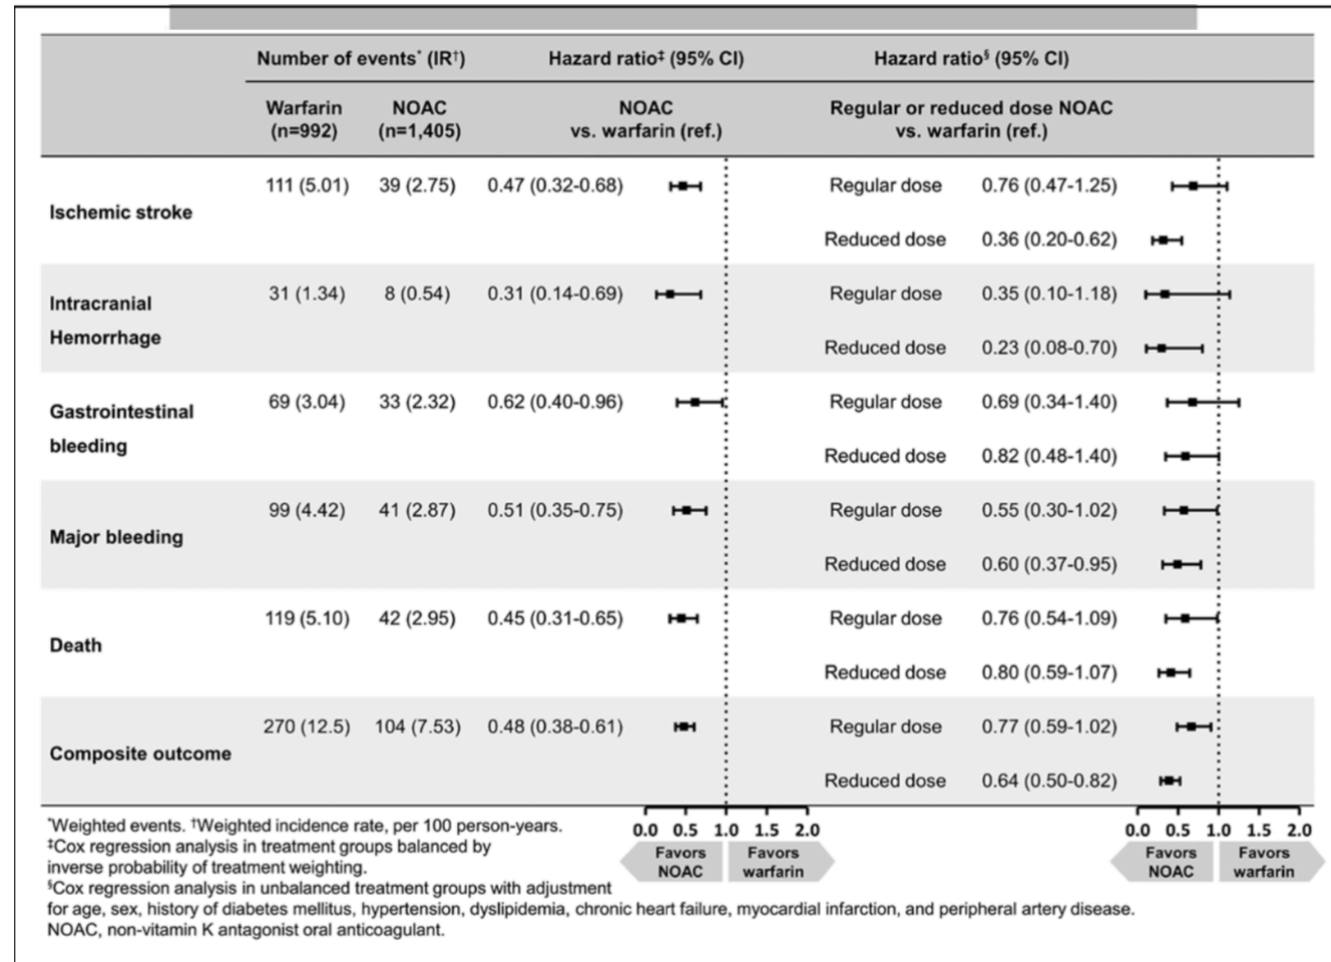 Number of events* (IR†) Hazard ratio‡ (95% CI) Hazard ratio§ (95% CI)
Warfarin (n=992) NOAC (n=1,405) NOAC vs. warfarin (ref.) Regular or reduced dose NOAC vs. warfarin (ref.)
Ischemic stroke 111 (5.01) 39 (2.75) 0.47 (0.32-0.68) Regular dose 0.76 (0.47-1.25)
Reduced dose 0.36 (0.20-0.62)
Intracranial Hemorrhage 31 (1.34) 8 (0.54) 0.31 (0.14-0.69) Regular dose 0.35 (0.10-1.18)
Reduced dose 0.23 (0.08-0.70)
Gastrointestinal bleeding 69 (3.04) 33 (2.32) 0.62 (0.40-0.96) Regular dose 0.69 (0.34-1.40)
Reduced dose 0.82 (0.48-1.40)
Major bleeding 99 (4.42) 41 (2.87) 0.51 (0.35-0.75) Regular dose 0.55 (0.30-1.02)
Reduced dose 0.60 (0.37-0.95)
Death 119 (5.10) 42 (2.95) 0.45 (0.31-0.65) Regular dose 0.76 (0.54-1.09)
Reduced dose 0.80 (0.59-1.07)
Composite outcome 270 (12.5) 104 (7.53) 0.48 (0.38-0.61) Regular dose 0.77 (0.59-1.02)
Reduced dose 0.64 (0.50-0.82)
0.0 0.5 1.0 1.5 2.0 0.0 0.5 1.0 1.5 2.0
Favors NOAC Favors warfarin Favors NOAC Favors warfarin
*Weighted events. †Weighted incidence rate, per 100 person-years.
‡Cox regression analysis in treatment groups balanced by
inverse probability of treatment weighting.
§Cox regression analysis in unbalanced treatment groups with adjustment
for age, sex, history of diabetes mellitus, hypertension, dyslipidemia, chronic heart failure, myocardial infarction, and peripheral artery disease.
NOAC, non-vitamin K antagonist oral anticoagulant.